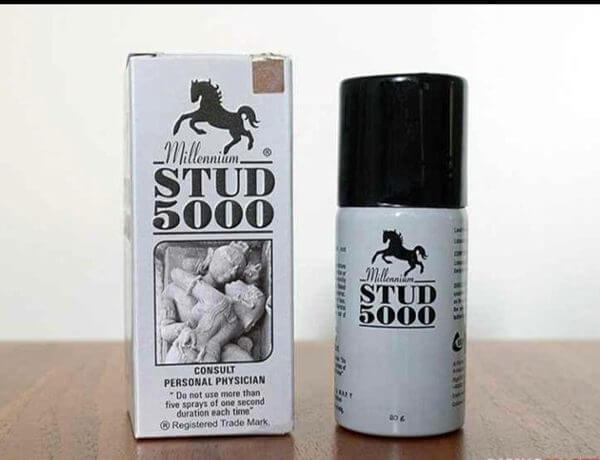 Millennium ®
STUD
5000
CONSULT
PERSONAL PHYSICIAN
" Do not use more than
five sprays of one second
duration each time"
® Registered Trade Mark.
Millennium
STUD
5000
20 g